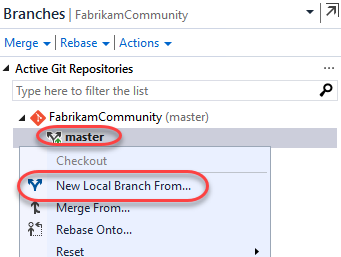 Branches | FabrikamCommunity
Merge | Rebase | Actions
Active Git Repositories
Type here to filter the list
FabrikamCommunity (master)
master
Checkout
New Local Branch From...
Merge From...
Rebase Onto...
Reset